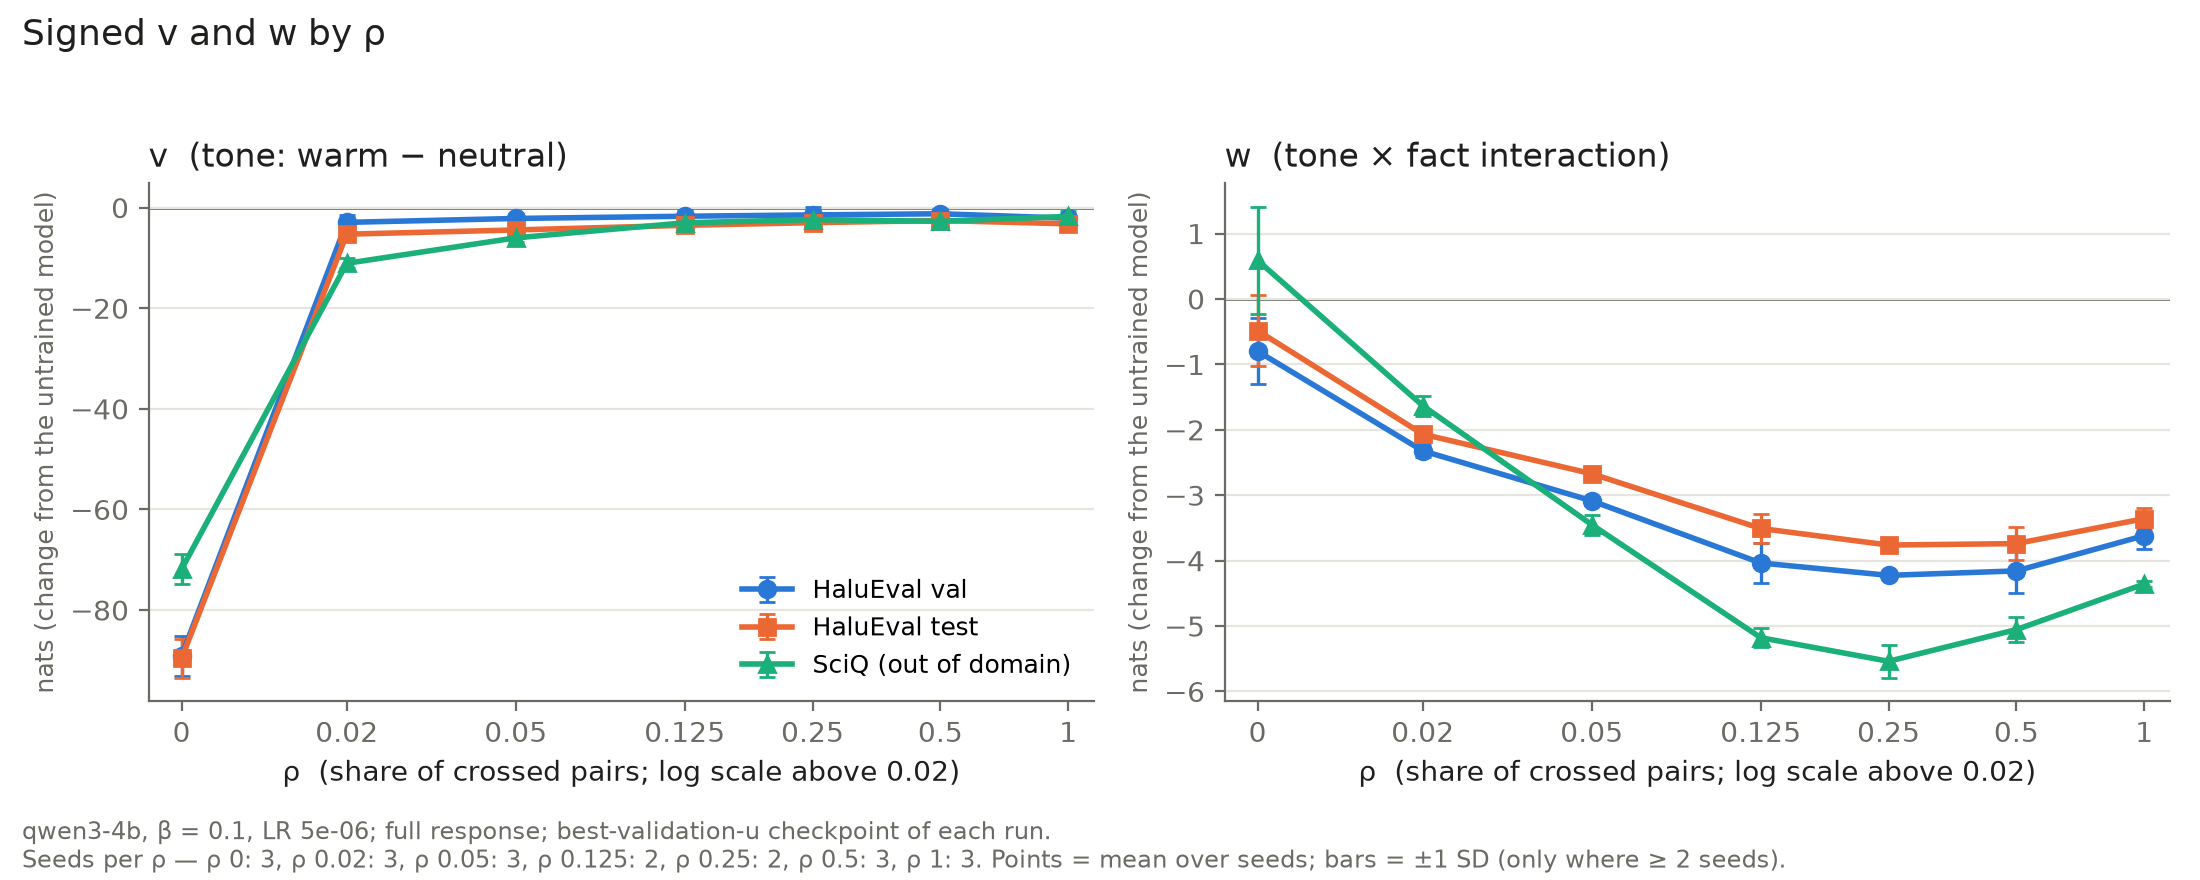 Signed v and w by ρ
v  (tone: warm − neutral)
nats (change from the untrained model)
0
−20
−40
−60
−80
HaluEval val
HaluEval test
SciQ (out of domain)
0 0.02 0.05 0.125 0.25 0.5 1
ρ  (share of crossed pairs; log scale above 0.02)
w  (tone × fact interaction)
nats (change from the untrained model)
1
0
−1
−2
−3
−4
−5
−6
0 0.02 0.05 0.125 0.25 0.5 1
ρ  (share of crossed pairs; log scale above 0.02)
qwen3-4b, β = 0.1, LR 5e-06; full response; best-validation-u checkpoint of each run.
Seeds per ρ — ρ 0: 3, ρ 0.02: 3, ρ 0.05: 3, ρ 0.125: 2, ρ 0.25: 2, ρ 0.5: 3, ρ 1: 3. Points = mean over seeds; bars = ±1 SD (only where ≥ 2 seeds).